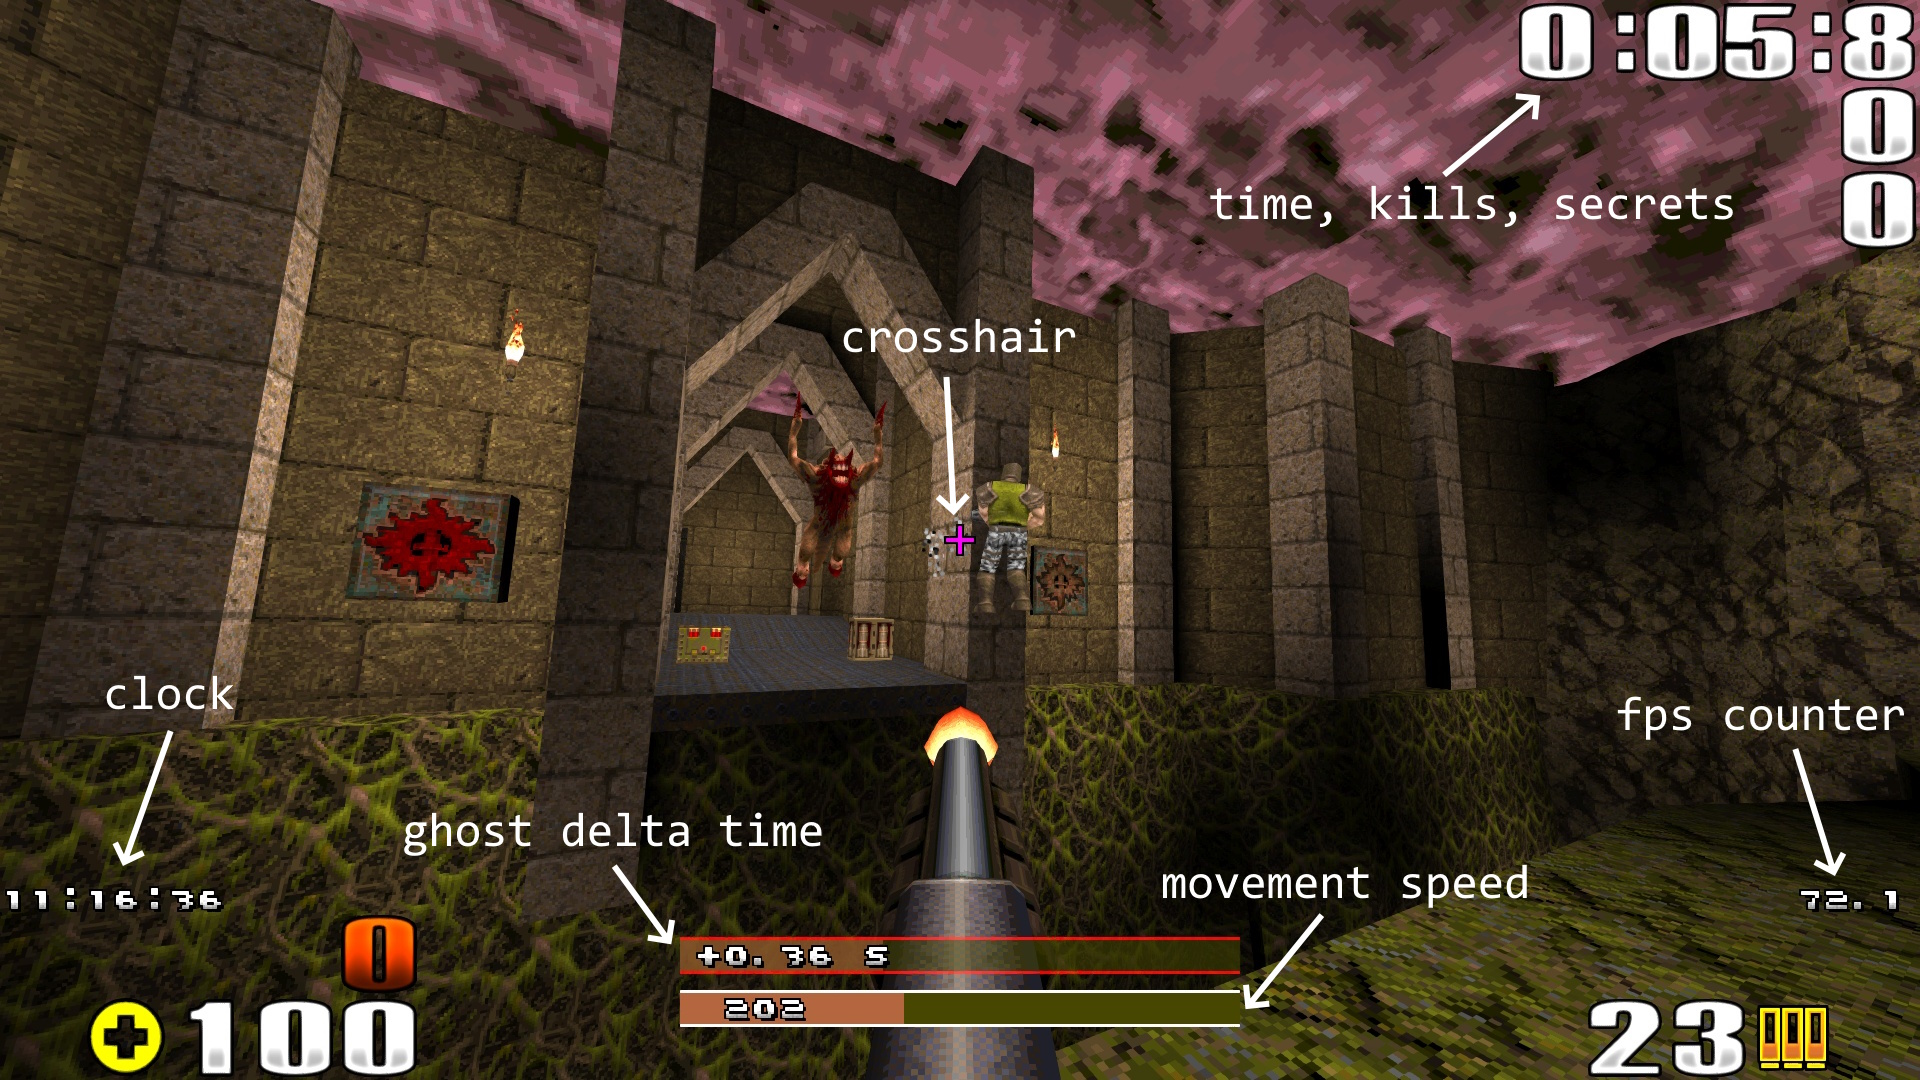 0:05:8
0
0
time, kills, secrets
crosshair
clock
fps counter
ghost delta time
movement speed
11:16:36
72.1
+0.36 s
202
0
100
23